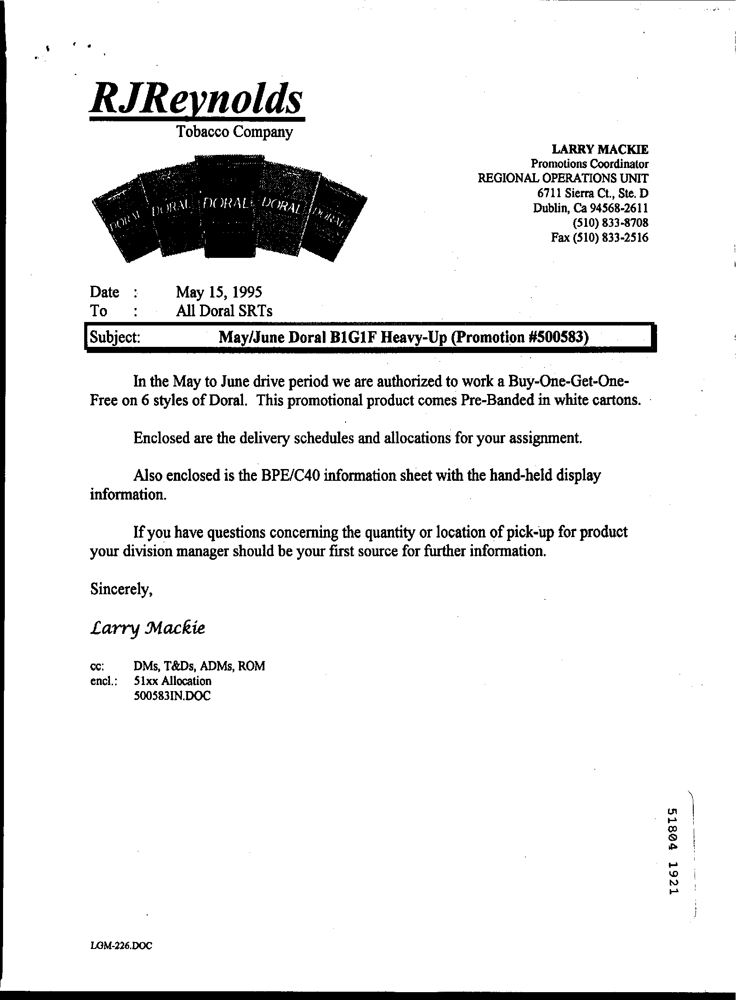 RJReynolds
Tobacco Company
DORAL DORAL DORAL DORAL DORAL
LARRY MACKIE
Promotions Coordinator
REGIONAL OPERATIONS UNIT
6711 Sierra Ct., Ste. D
Dublin, Ca 94568-2611
(510) 833-8708
Fax (510) 833-2516
Date : May 15, 1995
To : All Doral SRTs
Subject: May/June Doral B1G1F Heavy-Up (Promotion #500583)
In the May to June drive period we are authorized to work a Buy-One-Get-One-
Free on 6 styles of Doral. This promotional product comes Pre-Banded in white cartons.
Enclosed are the delivery schedules and allocations for your assignment.
Also enclosed is the BPE/C40 information sheet with the hand-held display
information.
If you have questions concerning the quantity or location of pick-up for product
your division manager should be your first source for further information.
Sincerely,
Larry Mackie
cc: DMs, T&Ds, ADMs, ROM
encl.: 51xx Allocation
500583IN.DOC
51804 1921
LGM-226.DOC